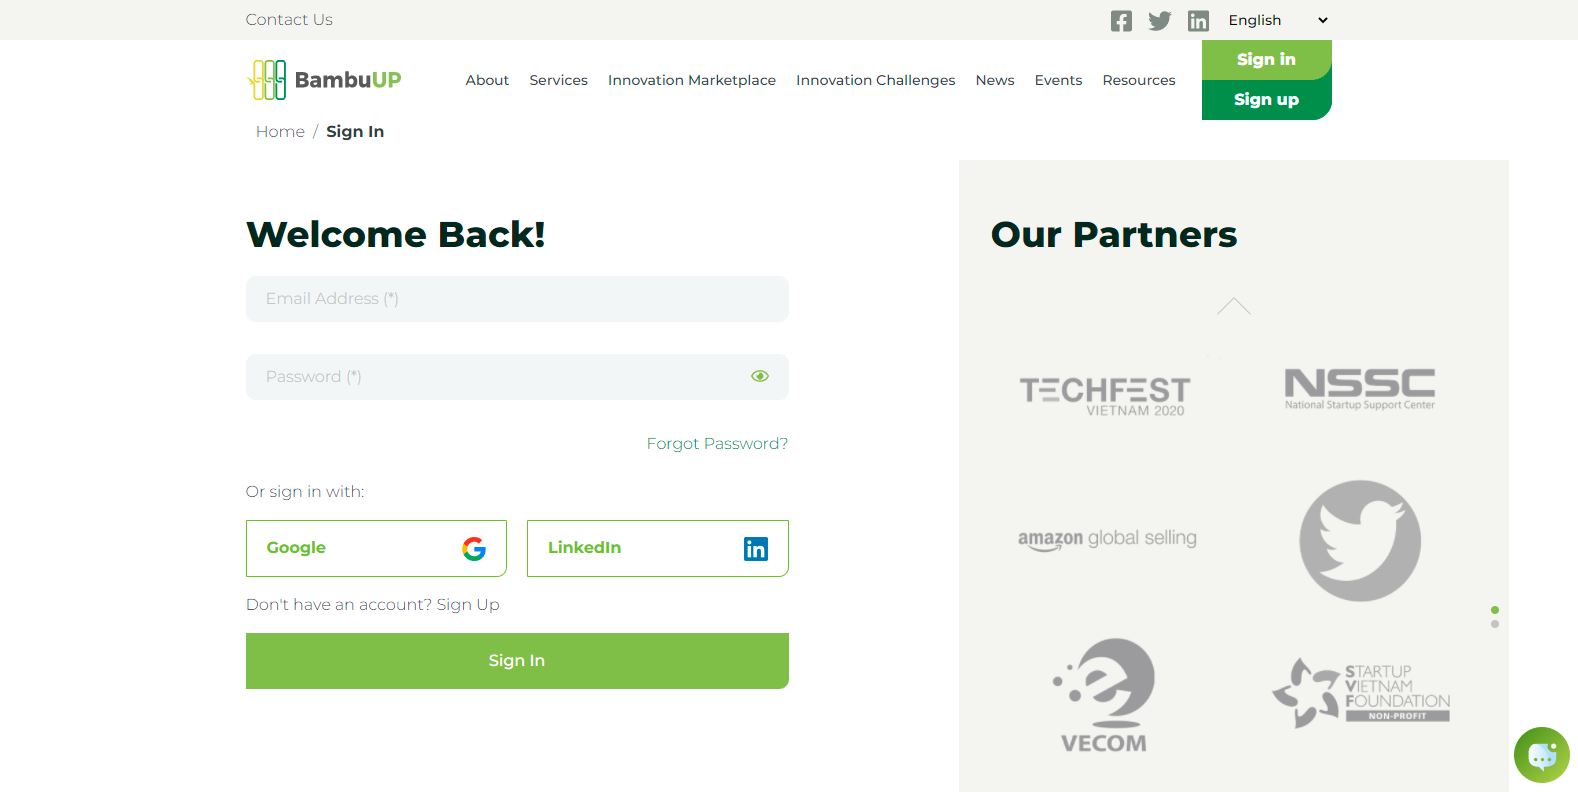 Contact Us
English
BambuUP
About Services Innovation Marketplace Innovation Challenges News Events Resources
Sign in
Sign up
Home / Sign In
Welcome Back!
Email Address (*)
Password (*)
Forgot Password?
Or sign in with:
Google
LinkedIn
Don't have an account? Sign Up
Sign In
Our Partners
TECHFEST
VIETNAM 2020
NSSC
National Startup Support Center
amazon global selling
VECOM
STARTUP
VIETNAM
FOUNDATION
NON-PROFIT